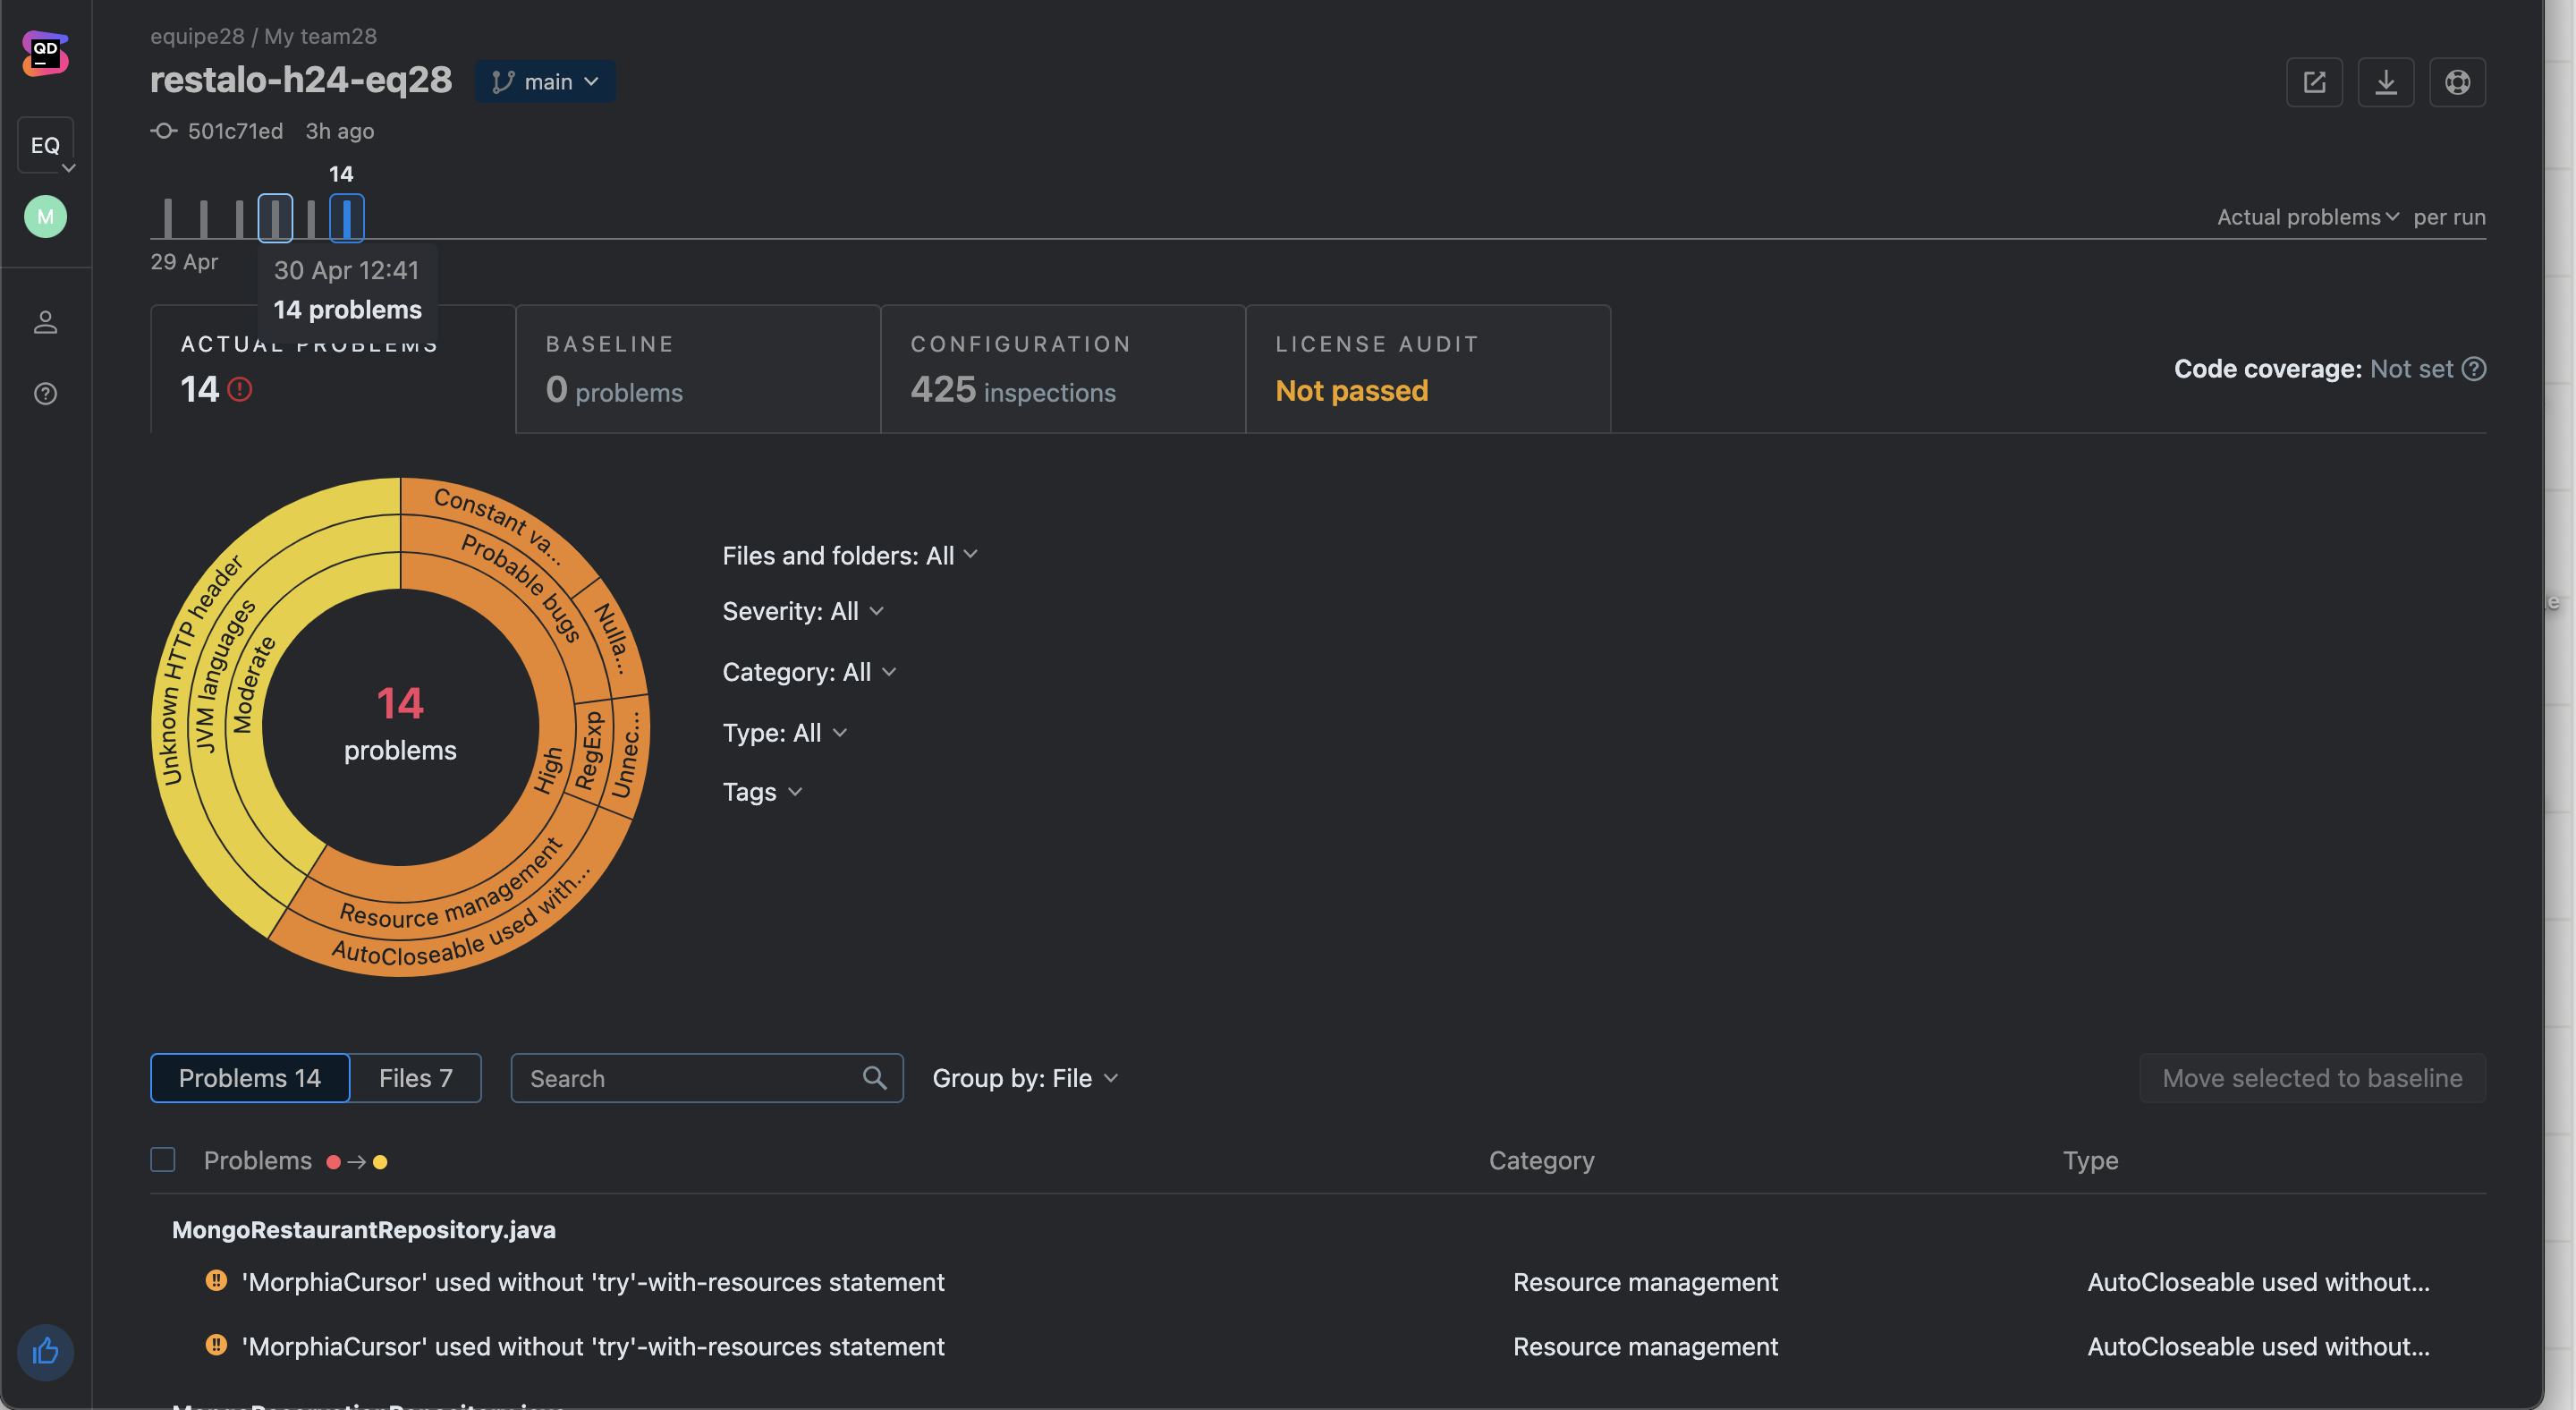 QD
equipe28 / My team28
restalo-h24-eq28
main
EQ
501c71ed 3h ago
14
M
Actual problems per run
29 Apr
30 Apr 12:41
14 problems
ACTUAL PROBLEMS
14
BASELINE
0 problems
CONFIGURATION
425 inspections
LICENSE AUDIT
Not passed
Code coverage: Not set
Constant va...
Probable bugs
Nulla...
Unknown HTTP header
JVM languages
Moderate
14
problems
High
RegExp
Unnec...
Resource management
AutoCloseable used with...
Files and folders: All
Severity: All
Category: All
Type: All
Tags
Problems 14
Files 7
Search
Group by: File
Move selected to baseline
Problems
Category
Type
MongoRestaurantRepository.java
'MorphiaCursor' used without 'try'-with-resources statement
Resource management
AutoCloseable used without...
'MorphiaCursor' used without 'try'-with-resources statement
Resource management
AutoCloseable used without...